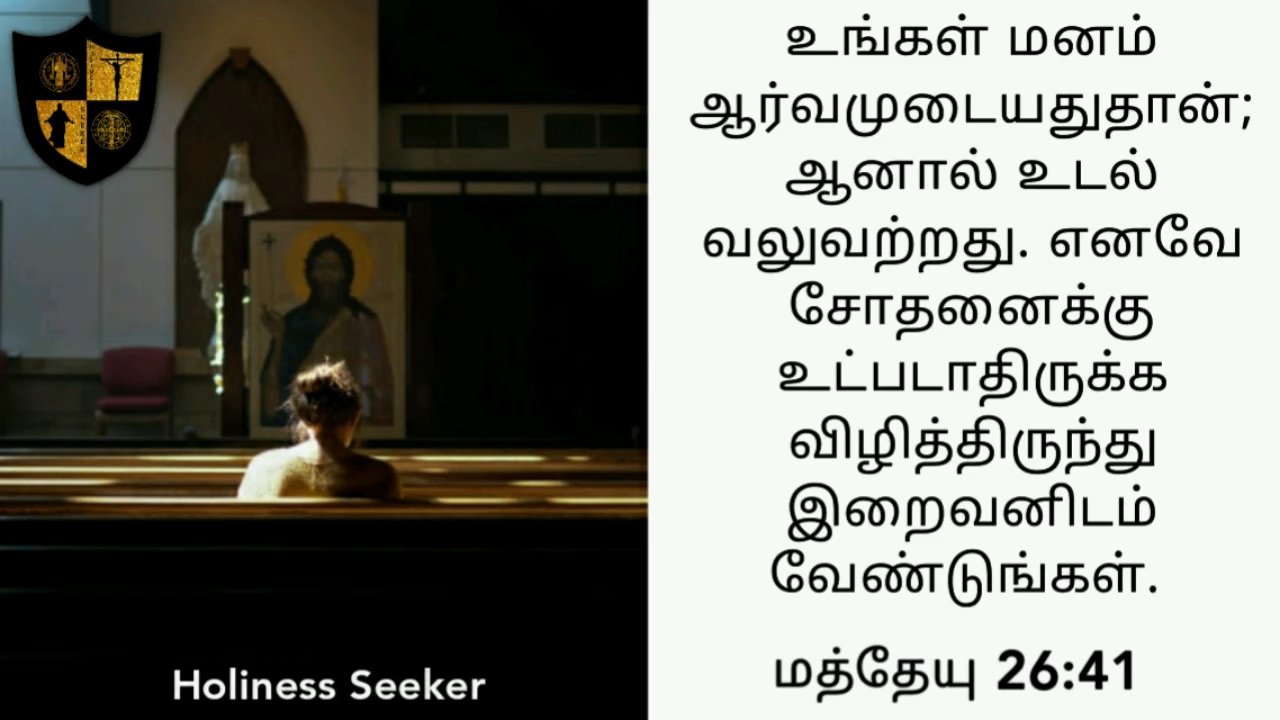 உங்கள் மனம்
ஆர்வமுடையதுதான்;
ஆனால் உடல்
வலுவற்றது. எனவே
சோதனைக்கு
உட்படாதிருக்க
விழித்திருந்து
இறைவனிடம்
வேண்டுங்கள்.
மத்தேயு 26:41
Holiness Seeker